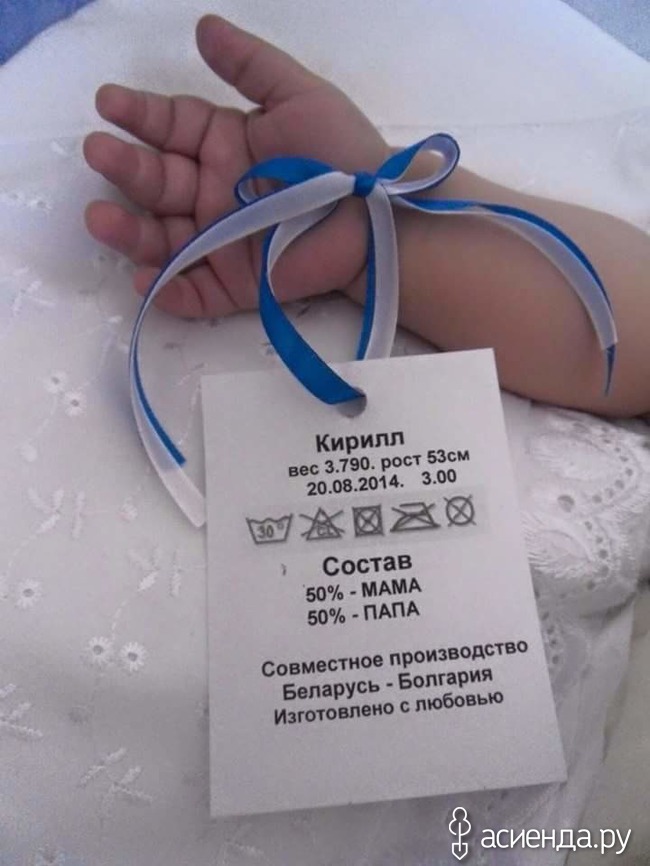 Кирилл
вес 3.790. рост 53см
20.08.2014. 3.00
30° CL
Состав
50% - МАМА
50% - ПАПА
Совместное производство
Беларусь - Болгария
Изготовлено с любовью
асиенда.ру